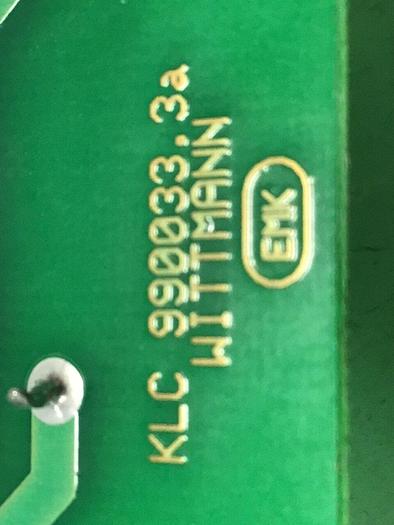 KLC 990033.3a
WITTMANN
EMK